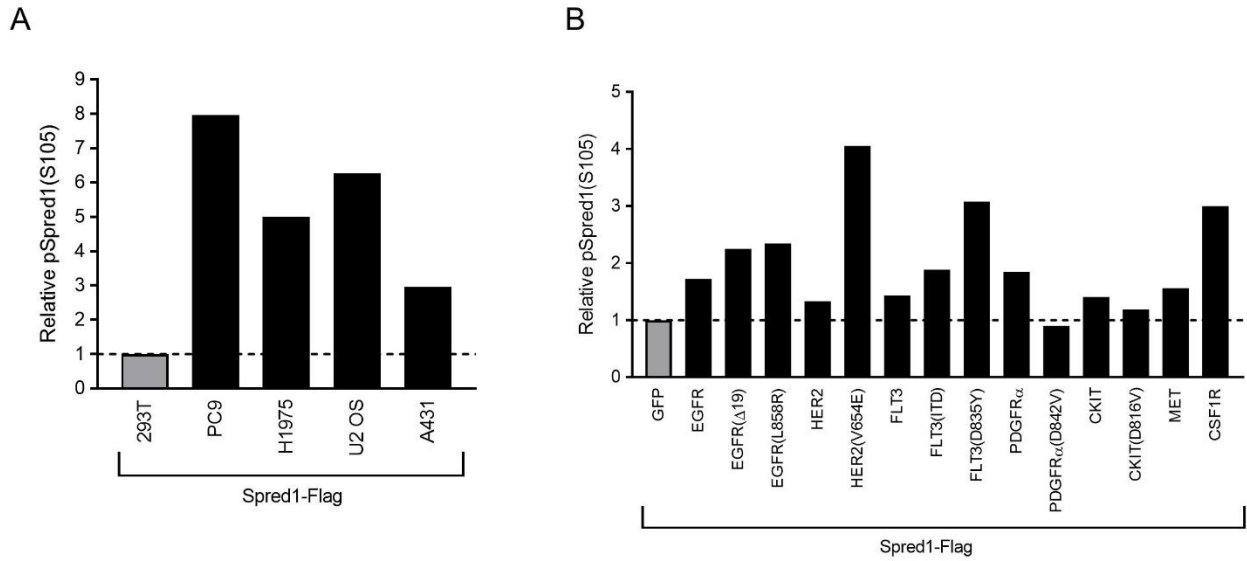 A
Relative pSpred1(S105)
9
8
7
6
5
4
3
2
1
0
293T
PC9
H1975
U2 OS
A431
Spred1-Flag
B
Relative pSpred1(S105)
5
4
3
2
1
0
GFP
EGFR
EGFR(Δ19)
EGFR(L858R)
HER2
HER2(V654E)
FLT3
FLT3(ITD)
FLT3(D835Y)
PDGFRα
PDGFRα(D842V)
CKIT
CKIT(D816V)
MET
CSF1R
Spred1-Flag